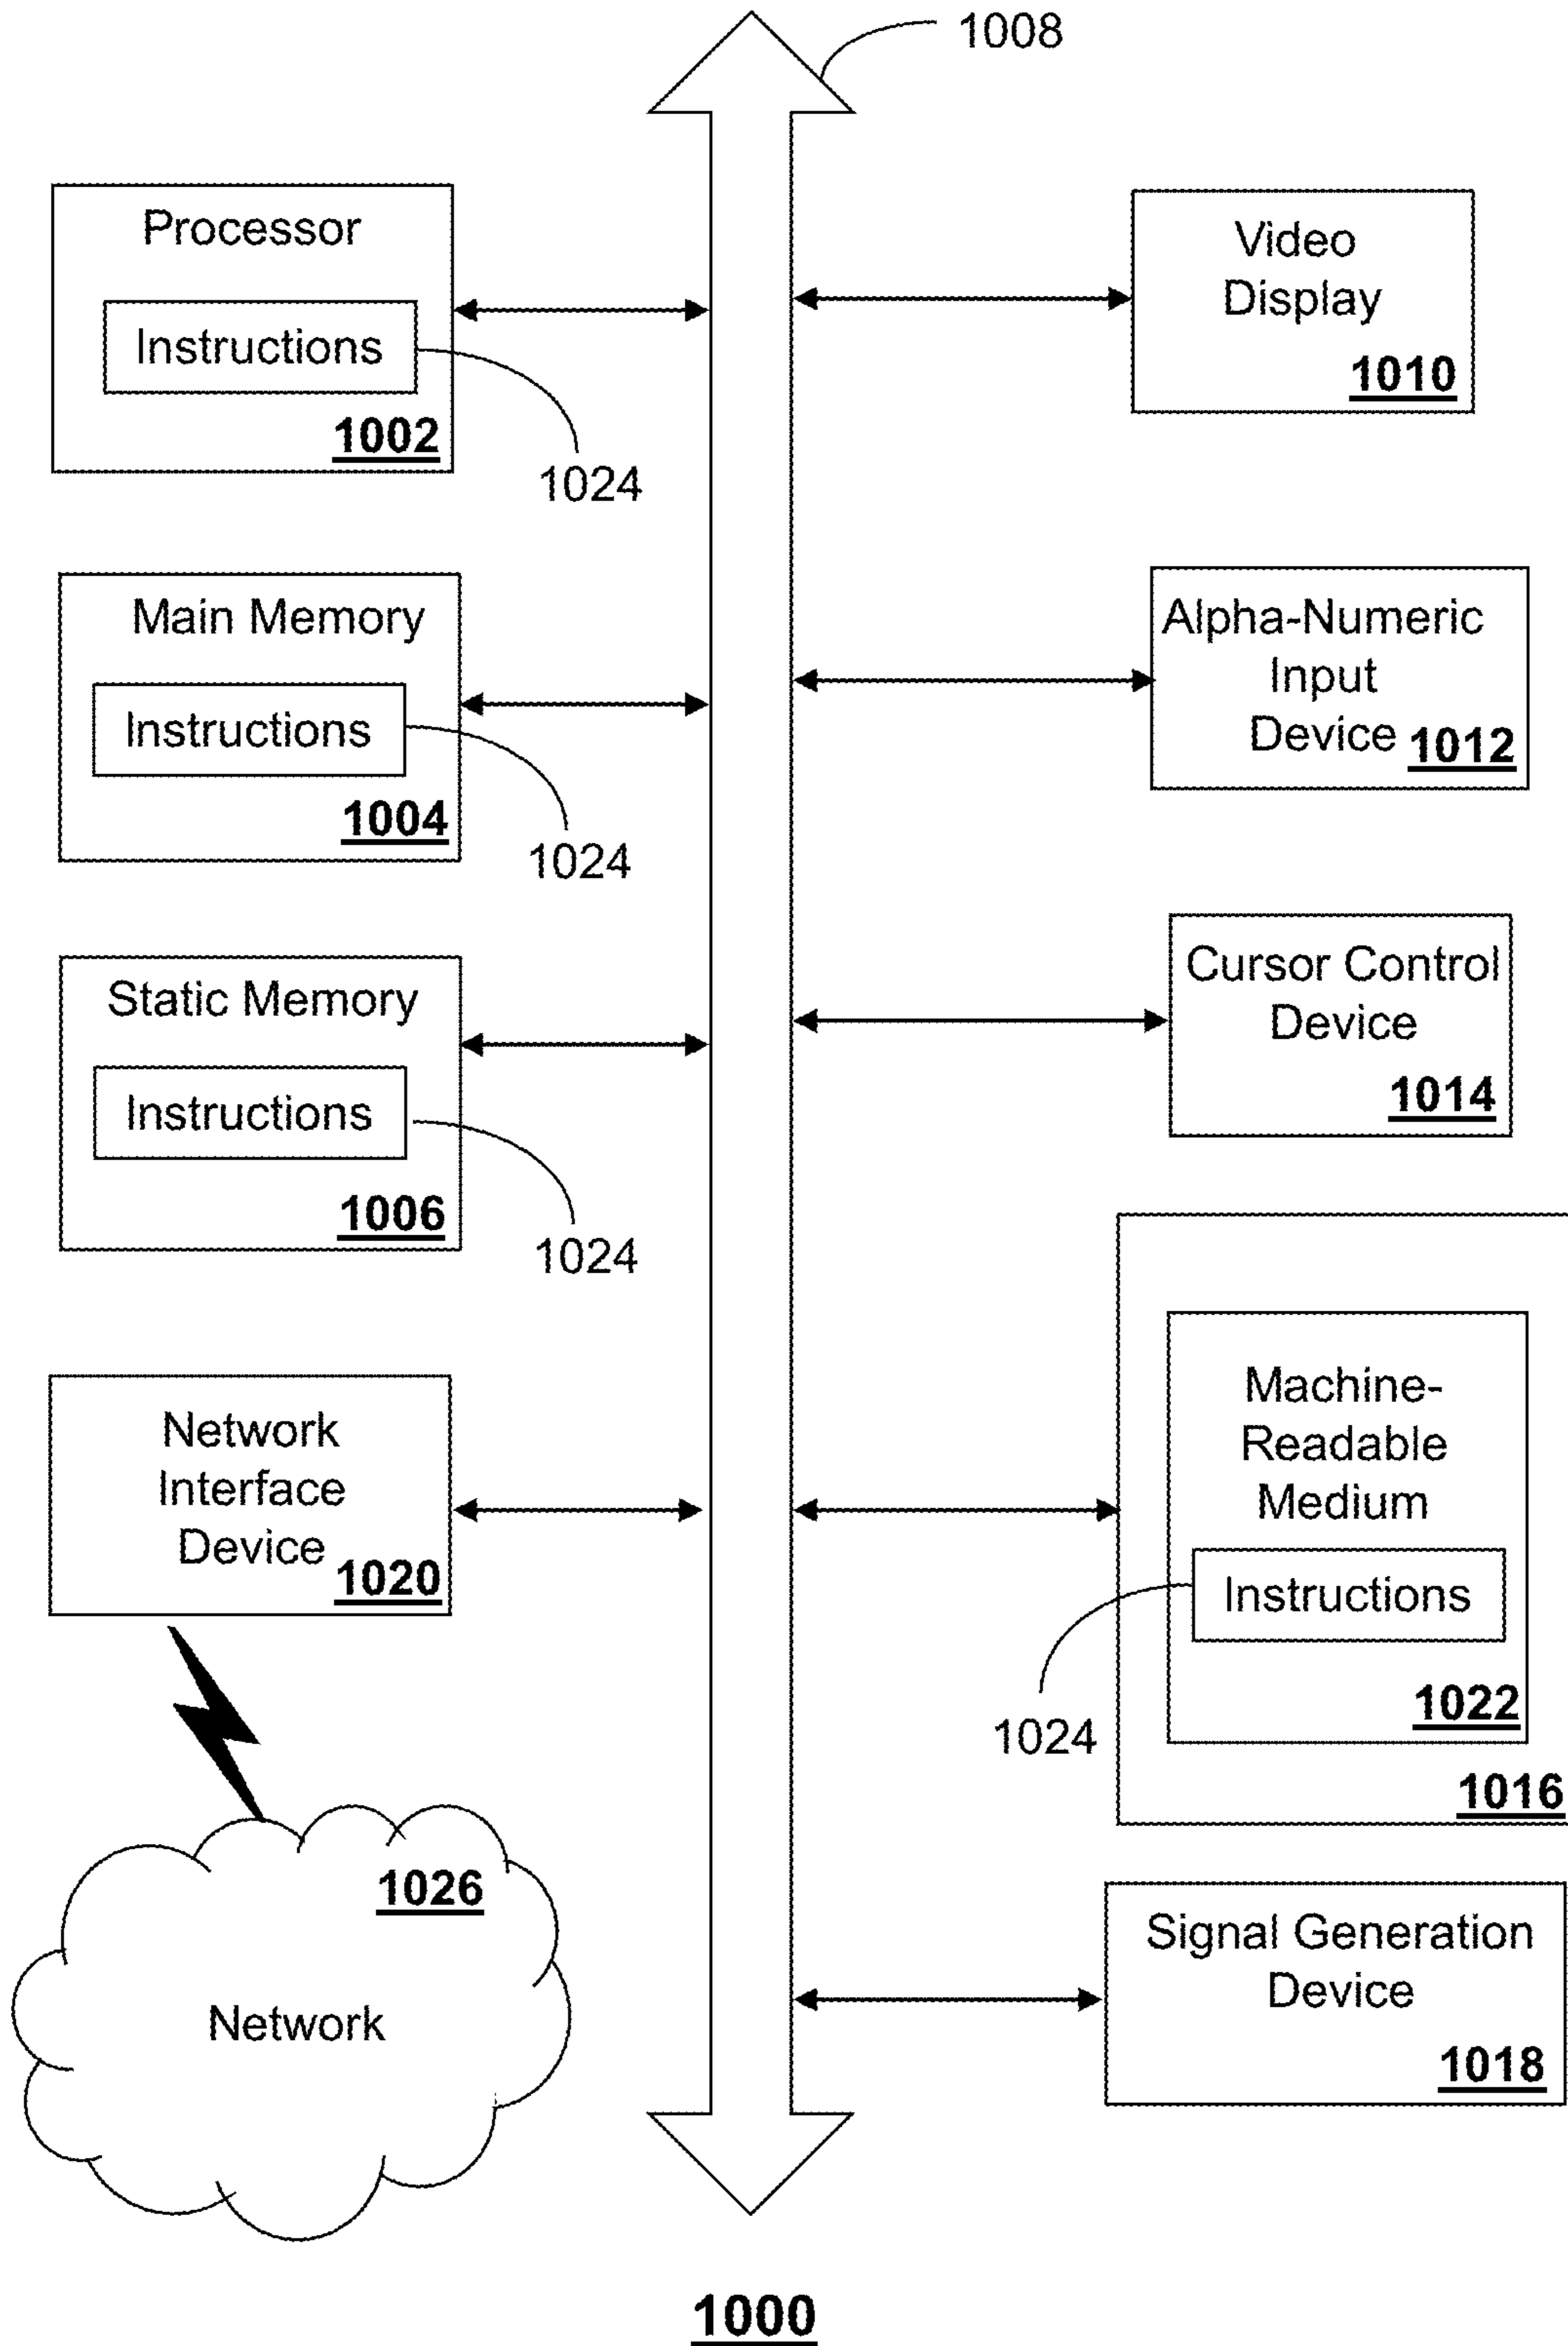 1008
Processor
Instructions
1002
1024
Main Memory
Instructions
1004
1024
Static Memory
Instructions
1006
1024
Network
Interface
Device
1020
1026
Network
Video
Display
1010
Alpha-Numeric
Input
Device 1012
Cursor Control
Device
1014
Machine-
Readable
Medium
Instructions
1022
1024
1016
Signal Generation
Device
1018
1000